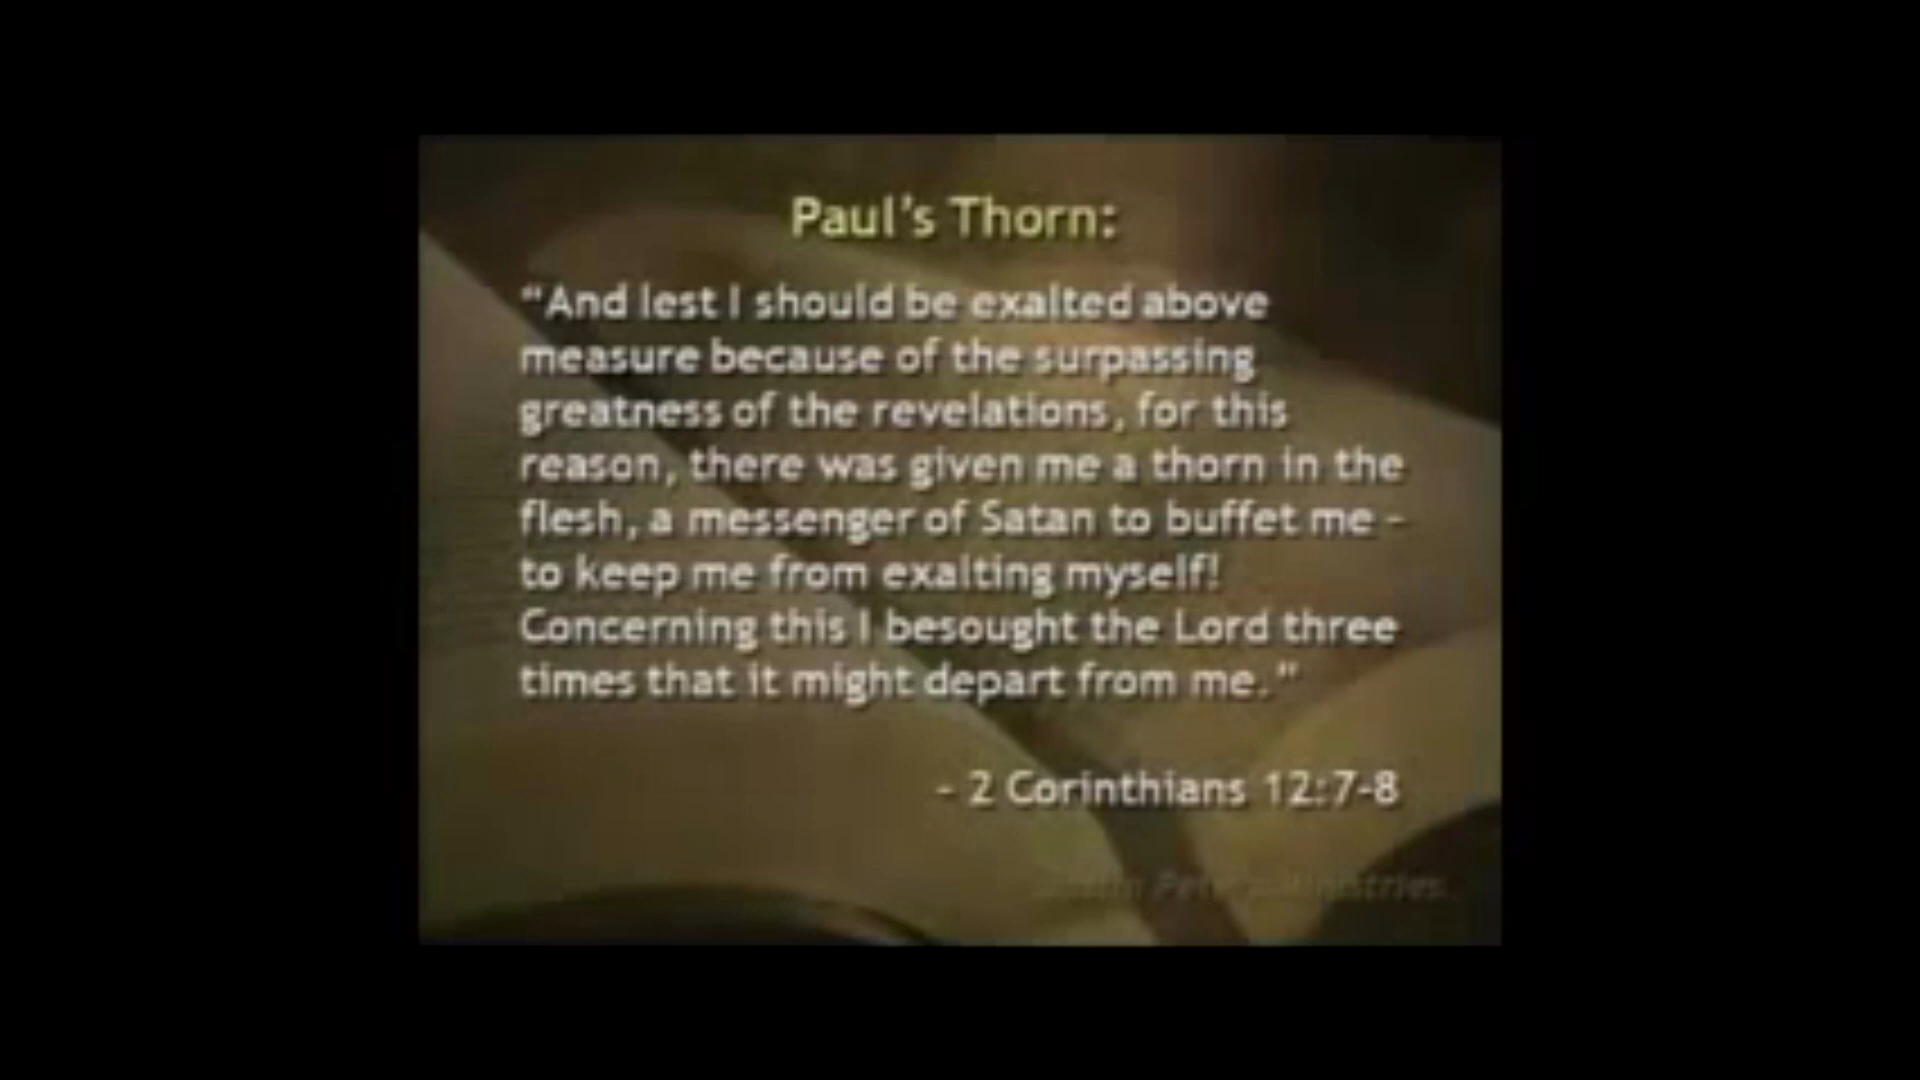 Paul's Thorn:
“And lest I should be exalted above
measure because of the surpassing
greatness of the revelations, for this
reason, there was given me a thorn in the
flesh, a messenger of Satan to buffet me -
to keep me from exalting myself!
Concerning this I besought the Lord three
times that it might depart from me.”
- 2 Corinthians 12:7-8
Ministries